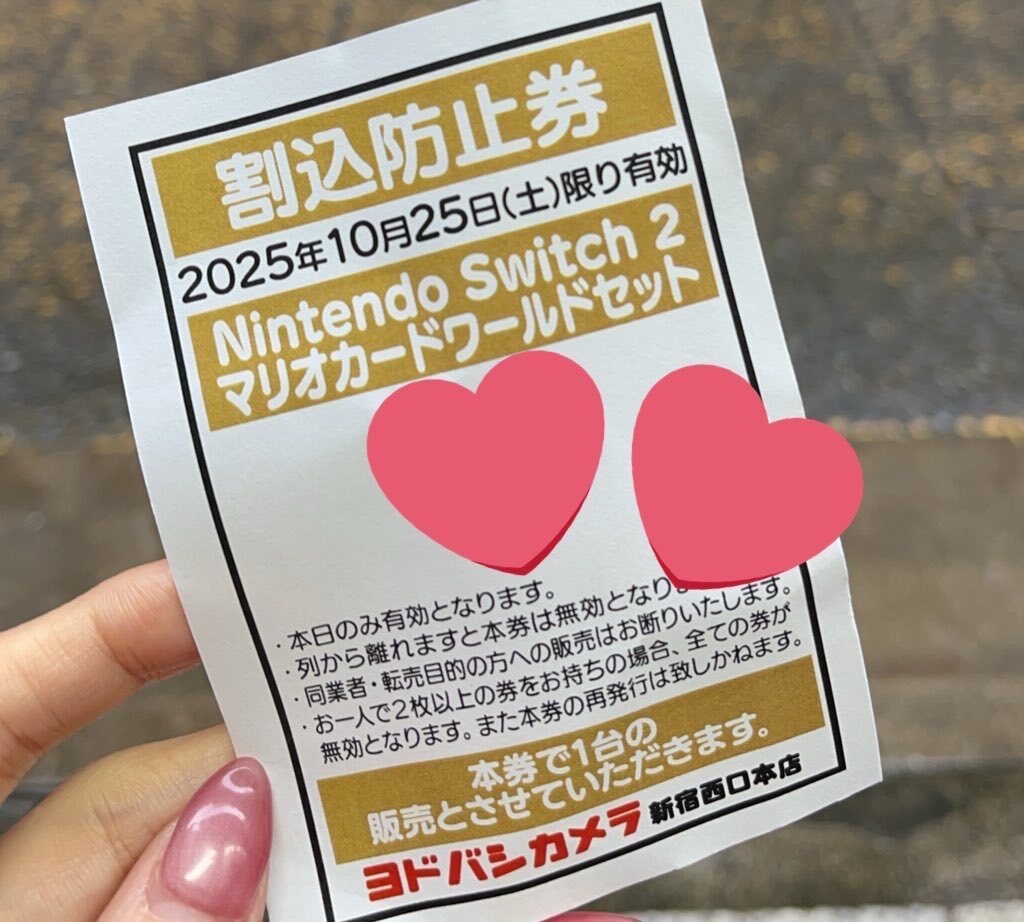 割込防止券
2025年10月25日(土)限り有効
Nintendo Switch 2
マリオカードワールドセット
・本日のみ有効となります。
・列から離れますと本券は無効となり
・同業者・転売目的の方への販売はお断りいたします。
・お一人で2枚以上の券をお持ちの場合、全ての券が
無効となります。また本券の再発行は致しかねます。
本券で1台の
販売とさせていただきます。
ヨドバシカメラ 新宿西口本店